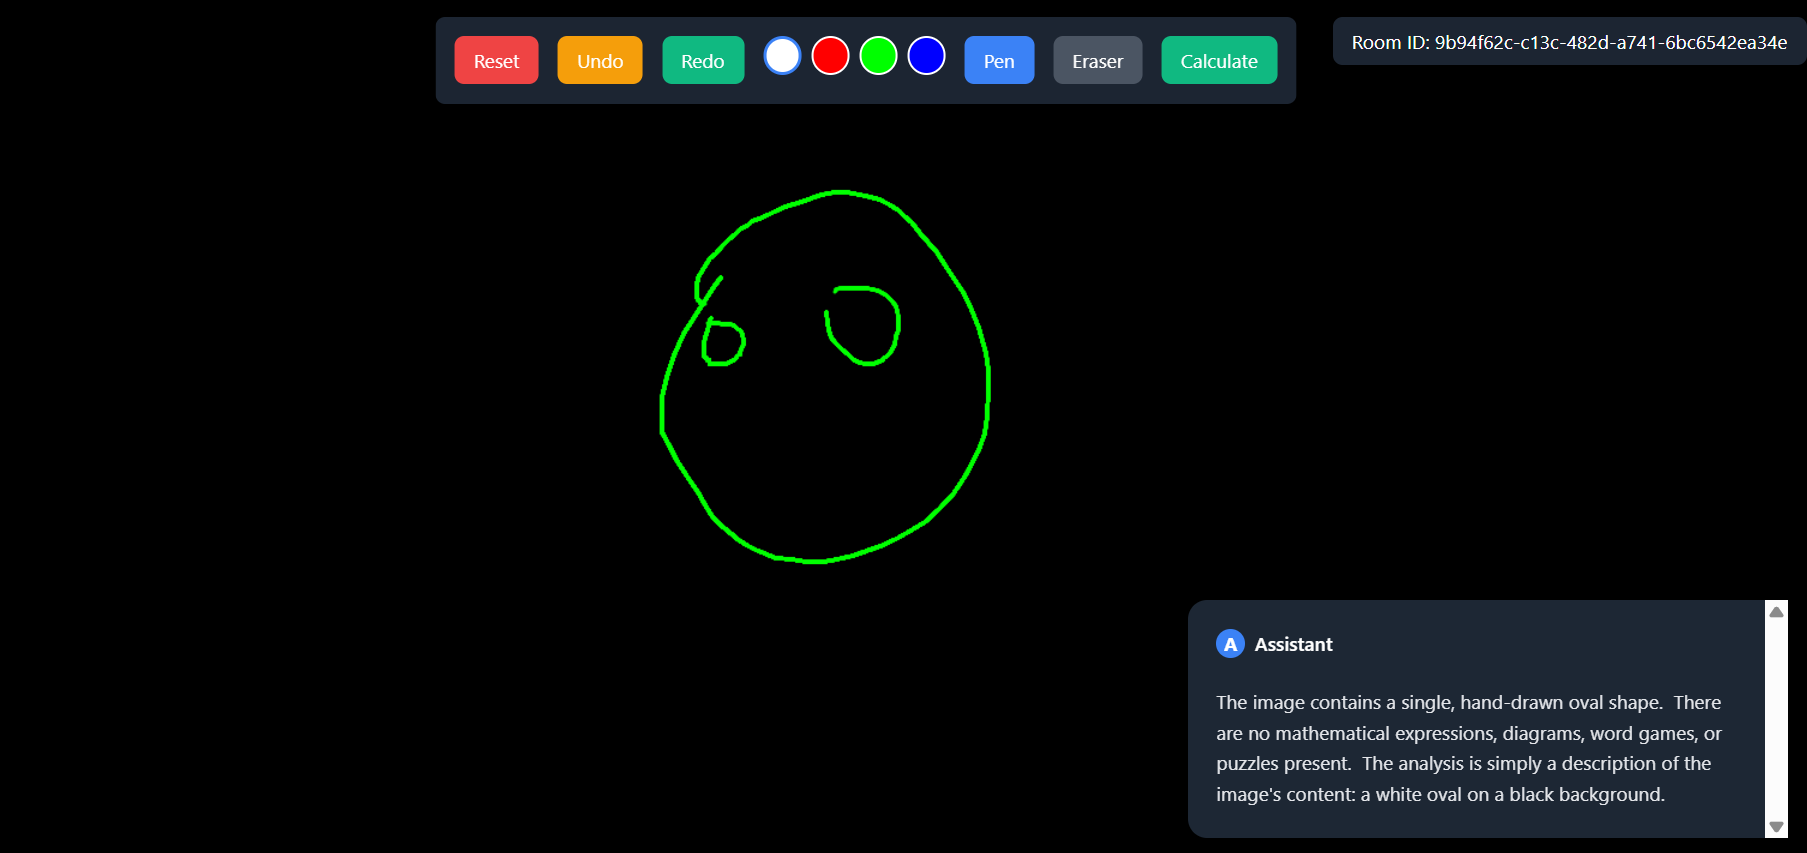 Reset Undo Redo Pen Eraser Calculate
Room ID: 9b94f62c-c13c-482d-a741-6bc6542ea34e
A Assistant
The image contains a single, hand-drawn oval shape.  There
are no mathematical expressions, diagrams, word games, or
puzzles present.  The analysis is simply a description of the
image's content: a white oval on a black background.